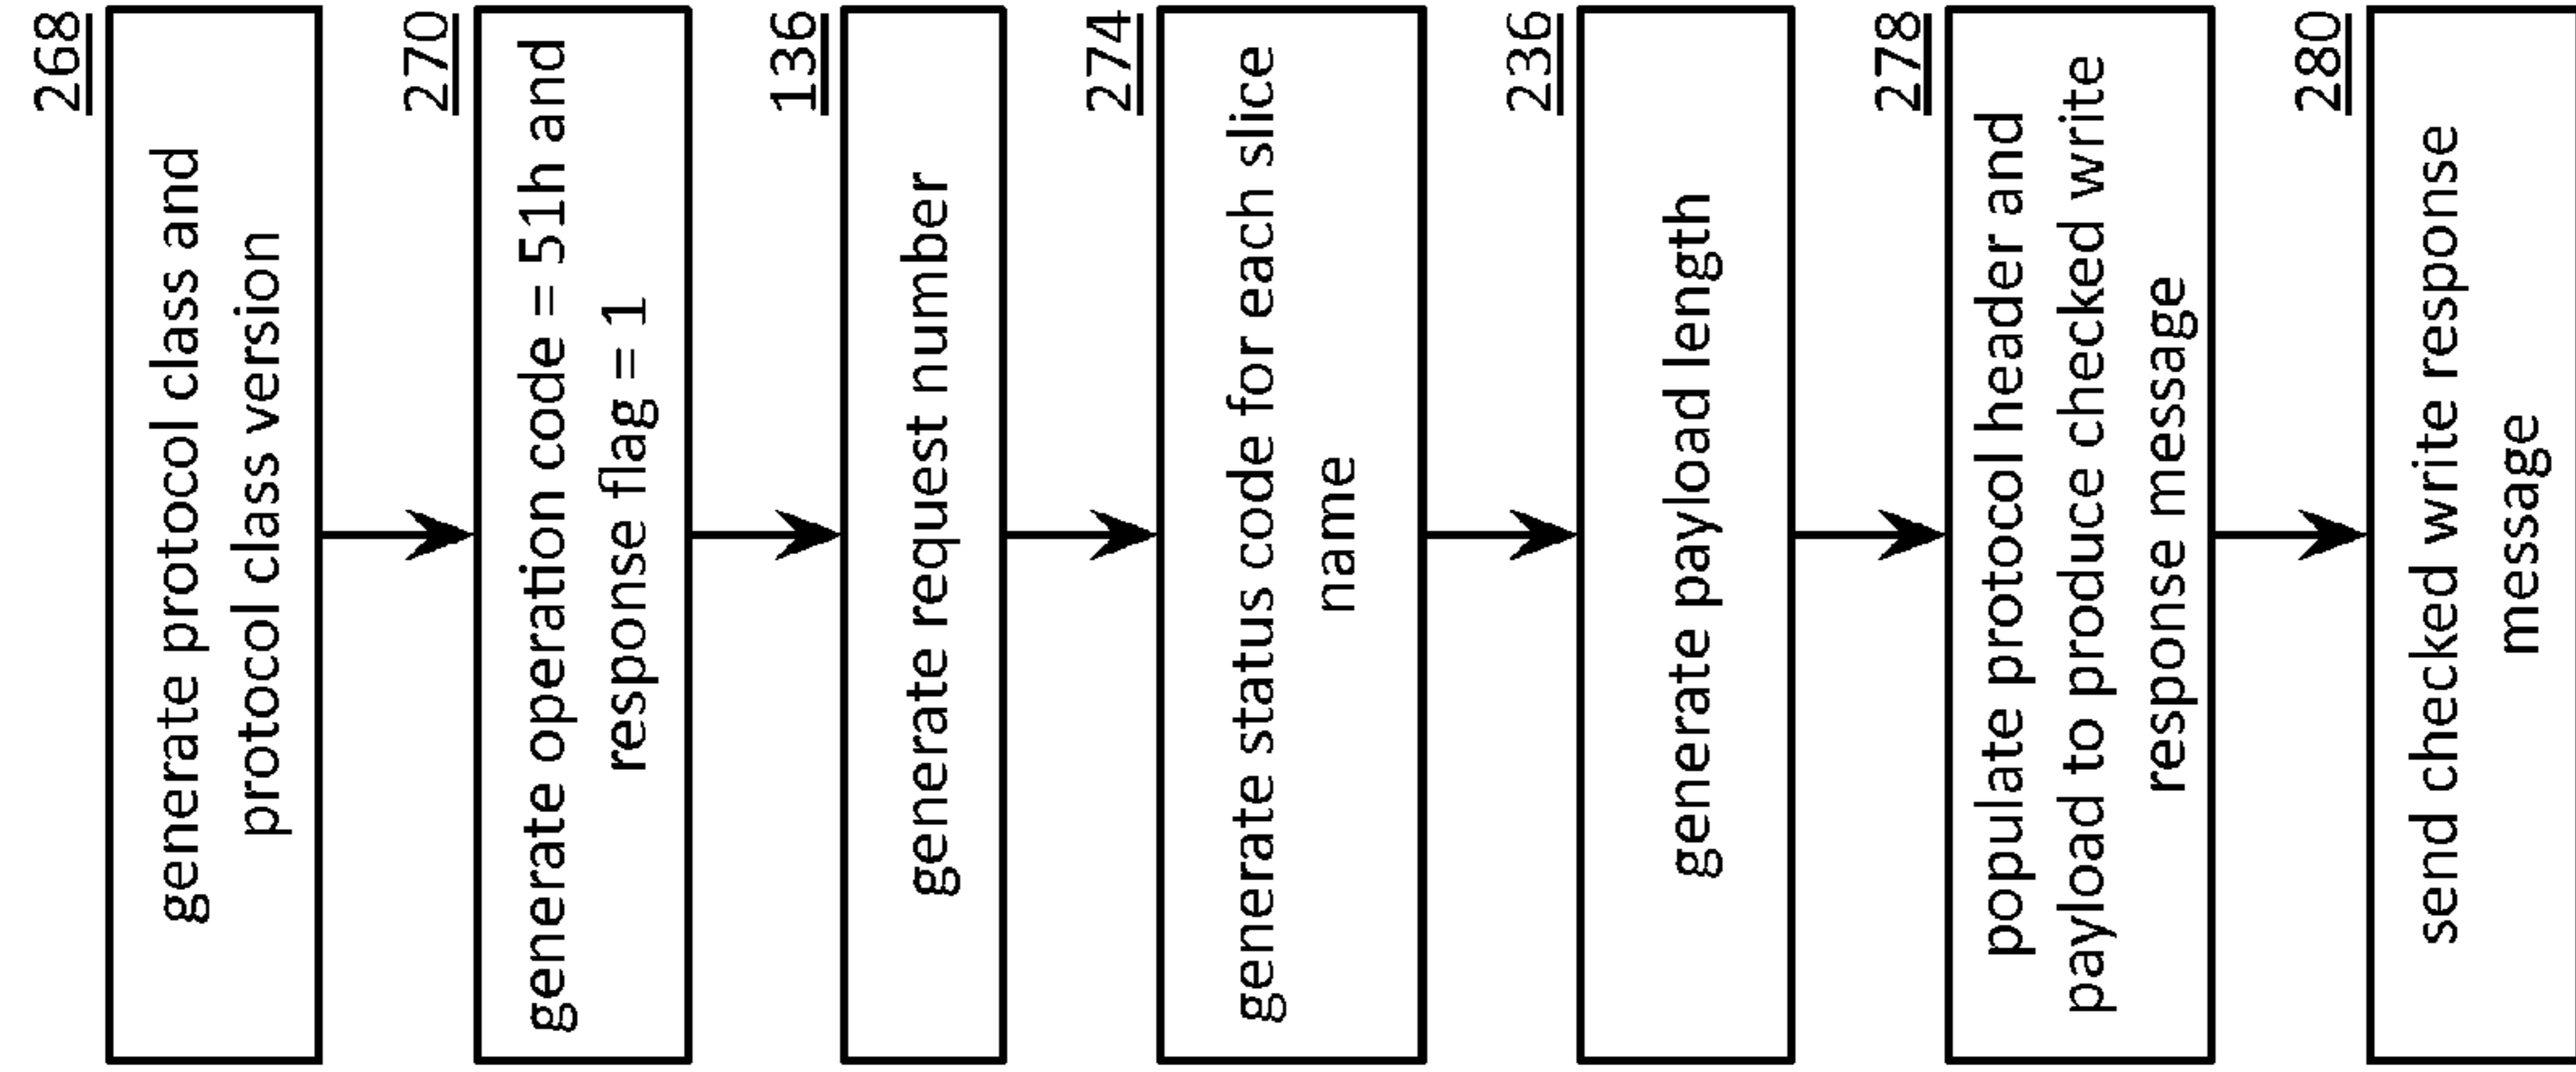 268
generate protocol class and
protocol class version
270
generate operation code = 51h and
response flag = 1
136
generate request number
274
generate status code for each slice
name
236
generate payload length
278
populate protocol header and
payload to produce checked write
response message
280
send checked write response
message